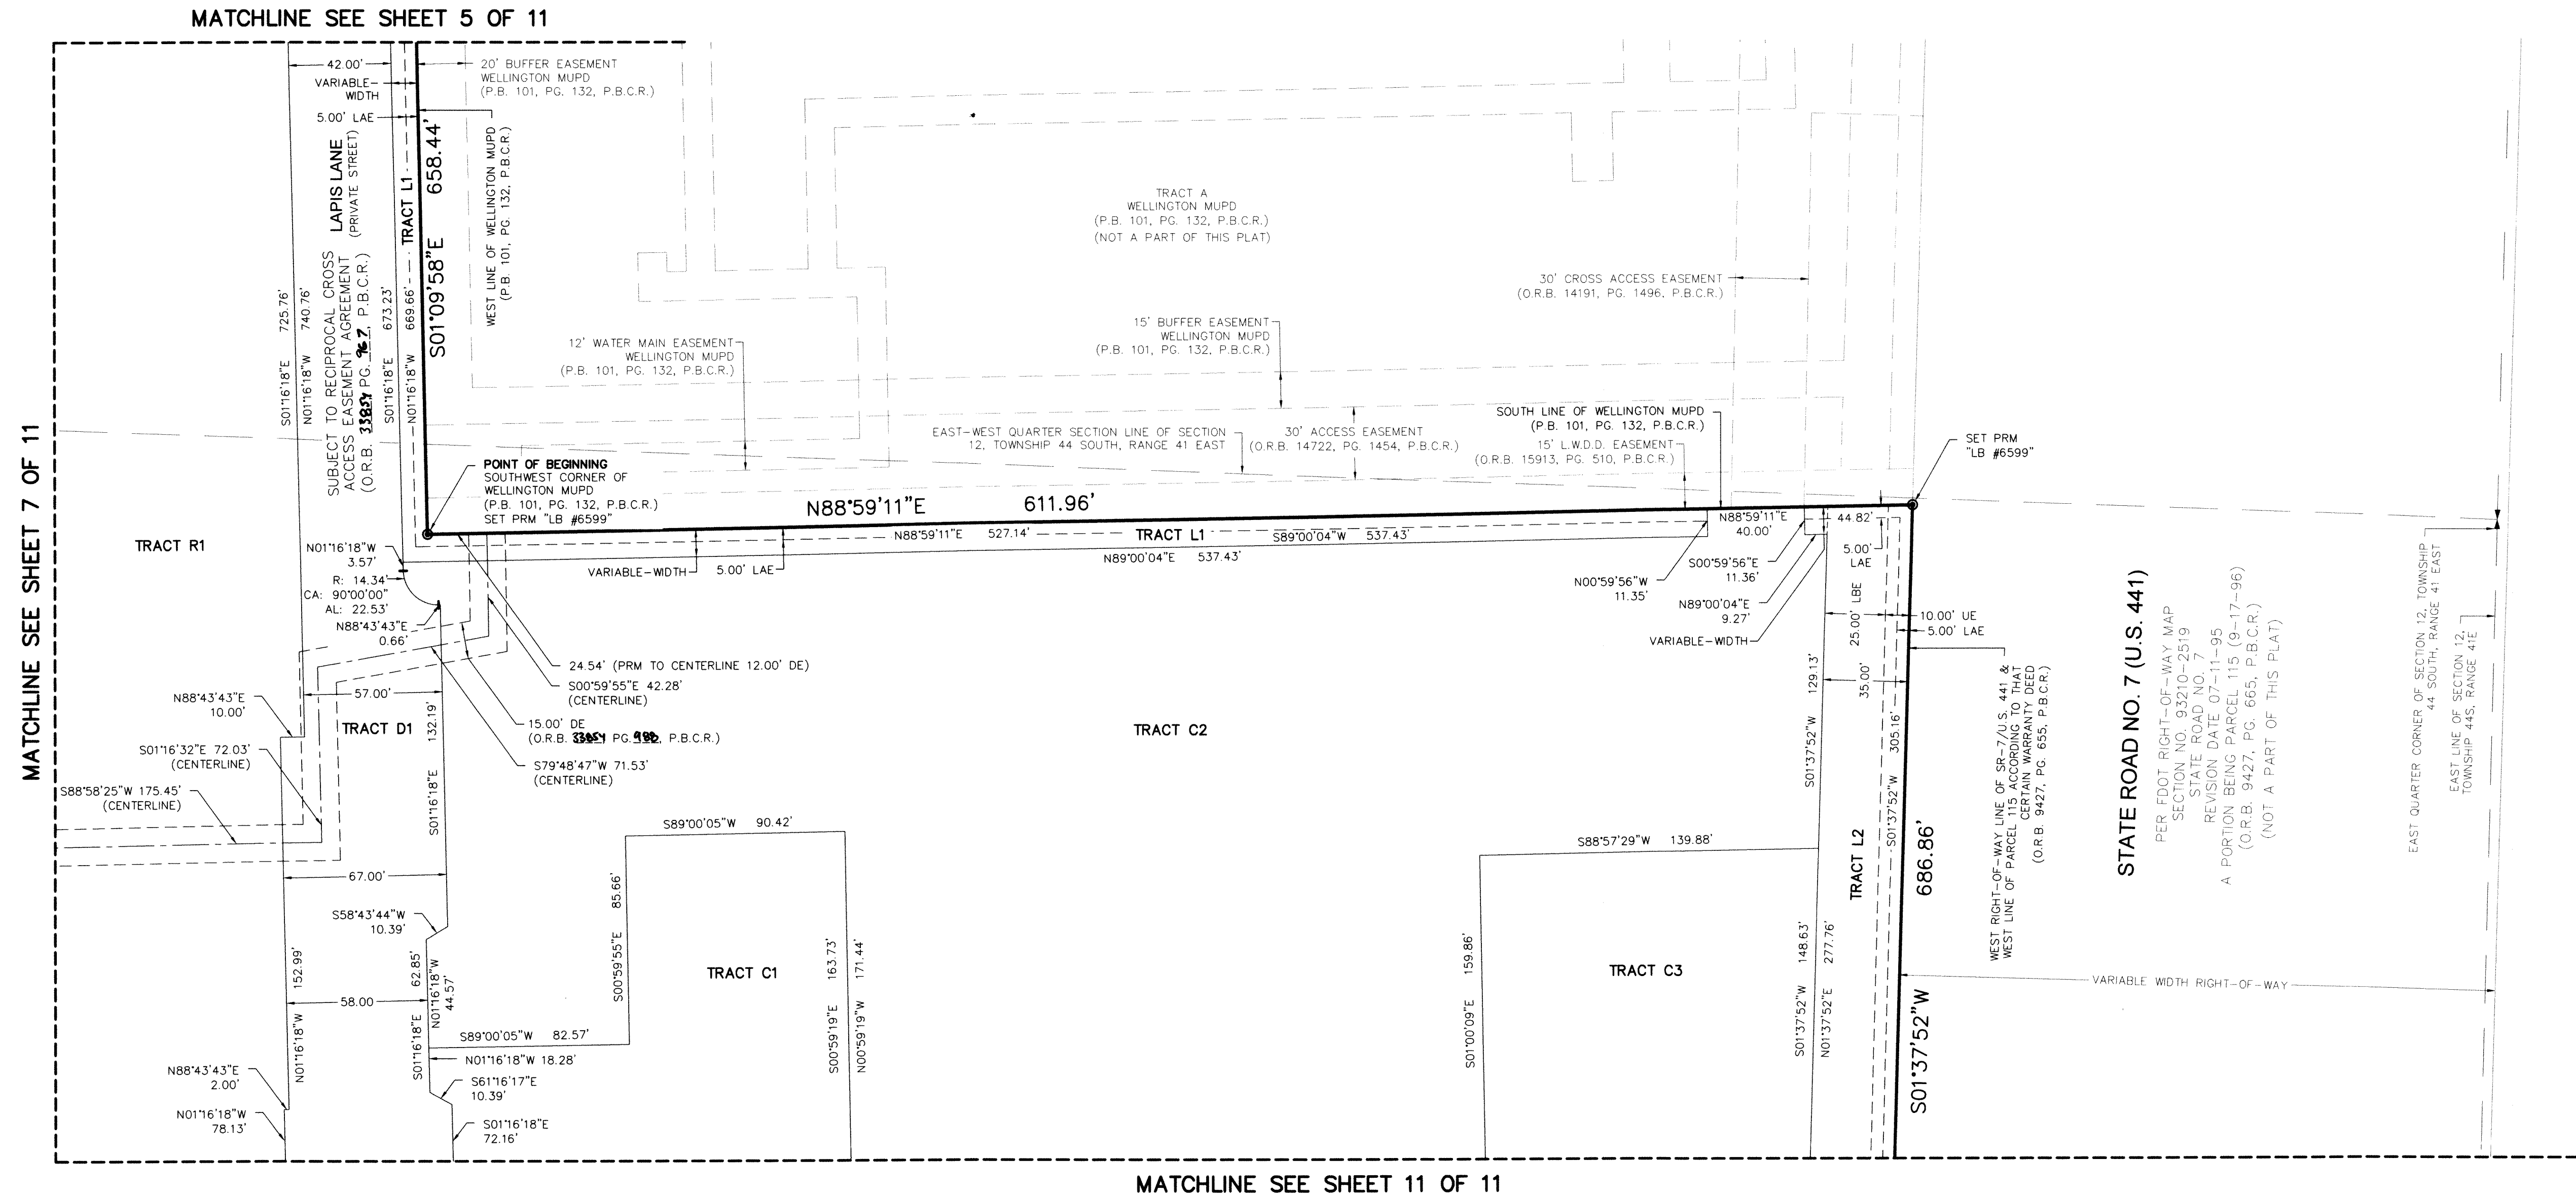 MATCHLINE SEE SHEET 5 OF 11
42.00'
VARIABLE-
WIDTH
5.00' LAE
20' BUFFER EASEMENT
WELLINGTON MUPD
(P.B. 101, PG. 132, P.B.C.R.)
LAPIS LANE
(PRIVATE STREET)
SUBJECT TO RECIPROCAL CROSS
ACCESS EASEMENT AGREEMENT
(O.R.B. 33854 PG. 967, P.B.C.R.)
TRACT L1
S01°09'58"E 658.44'
WEST LINE OF WELLINGTON MUPD
(P.B. 101, PG. 132, P.B.C.R.)
S01°16'18"E 725.76'
N01°16'18"W 740.76'
S01°16'18"E 673.23'
N01°16'18"W 669.66'
TRACT A
WELLINGTON MUPD
(P.B. 101, PG. 132, P.B.C.R.)
(NOT A PART OF THIS PLAT)
30' CROSS ACCESS EASEMENT
(O.R.B. 14191, PG. 1496, P.B.C.R.)
15' BUFFER EASEMENT
WELLINGTON MUPD
(P.B. 101, PG. 132, P.B.C.R.)
12' WATER MAIN EASEMENT
WELLINGTON MUPD
(P.B. 101, PG. 132, P.B.C.R.)
EAST-WEST QUARTER SECTION LINE OF SECTION
12, TOWNSHIP 44 SOUTH, RANGE 41 EAST
30' ACCESS EASEMENT
(O.R.B. 14722, PG. 1454, P.B.C.R.)
SOUTH LINE OF WELLINGTON MUPD
(P.B. 101, PG. 132, P.B.C.R.)
15' L.W.D.D. EASEMENT
(O.R.B. 15913, PG. 510, P.B.C.R.)
SET PRM
"LB #6599"
POINT OF BEGINNING
SOUTHWEST CORNER OF
WELLINGTON MUPD
(P.B. 101, PG. 132, P.B.C.R.)
SET PRM "LB #6599"
N88°59'11"E 611.96'
N88°59'11"E 527.14'
TRACT L1
S89°00'04"W 537.43'
N89°00'04"E 537.43'
VARIABLE-WIDTH
5.00' LAE
N88°59'11"E
40.00'
44.82'
5.00'
LAE
S00°59'56"E
11.36'
N00°59'56"W
11.35'
N89°00'04"E
9.27'
VARIABLE-WIDTH
25.00' LBE
10.00' UE
5.00' LAE
35.00'
MATCHLINE SEE SHEET 7 OF 11
TRACT R1
N01°16'18"W
3.57'
R: 14.34'
CA: 90°00'00"
AL: 22.53'
N88°43'43"E
0.66'
24.54' (PRM TO CENTERLINE 12.00' DE)
S00°59'55"E 42.28'
(CENTERLINE)
15.00' DE
(O.R.B. 33854 PG. 988, P.B.C.R.)
S79°48'47"W 71.53'
(CENTERLINE)
57.00'
N88°43'43"E
10.00'
TRACT D1
S01°16'32"E 72.03'
(CENTERLINE)
S88°58'25"W 175.45'
(CENTERLINE)
S01°16'18"E 132.19'
67.00'
S58°43'44"W
10.39'
N01°16'18"W 152.99'
S01°16'18"E 62.85'
N01°16'18"W
44.57'
58.00
S89°00'05"W 82.57'
N01°16'18"W 18.28'
S61°16'17"E
10.39'
N88°43'43"E
2.00'
N01°16'18"W
78.13'
S01°16'18"E
72.16'
S89°00'05"W 90.42'
S00°59'55"E 85.66'
TRACT C1
S00°59'19"E 163.73'
N00°59'19"W 171.44'
TRACT C2
S88°57'29"W 139.88'
S01°00'09"E 159.86'
TRACT C3
S01°37'52"W 129.13'
S01°37'52"W 148.63'
N01°37'52"E 277.76'
TRACT L2
S01°37'52"W 305.16'
S01°37'52"W 686.86'
WEST RIGHT-OF-WAY LINE OF SR-7/U.S. 441 &
WEST LINE OF PARCEL 115 ACCORDING TO THAT
CERTAIN WARRANTY DEED
(O.R.B. 9427, PG. 655, P.B.C.R.)
STATE ROAD NO. 7 (U.S. 441)
PER FDOT RIGHT-OF-WAY MAP
SECTION NO. 93210-2519
STATE ROAD NO. 7
REVISION DATE 07-11-95
A PORTION BEING PARCEL 115 (9-17-96)
(O.R.B. 9427, PG. 665, P.B.C.R.)
(NOT A PART OF THIS PLAT)
EAST QUARTER CORNER OF SECTION 12, TOWNSHIP
44 SOUTH, RANGE 41 EAST
EAST LINE OF SECTION 12,
TOWNSHIP 44S, RANGE 41E
VARIABLE WIDTH RIGHT-OF-WAY
MATCHLINE SEE SHEET 11 OF 11